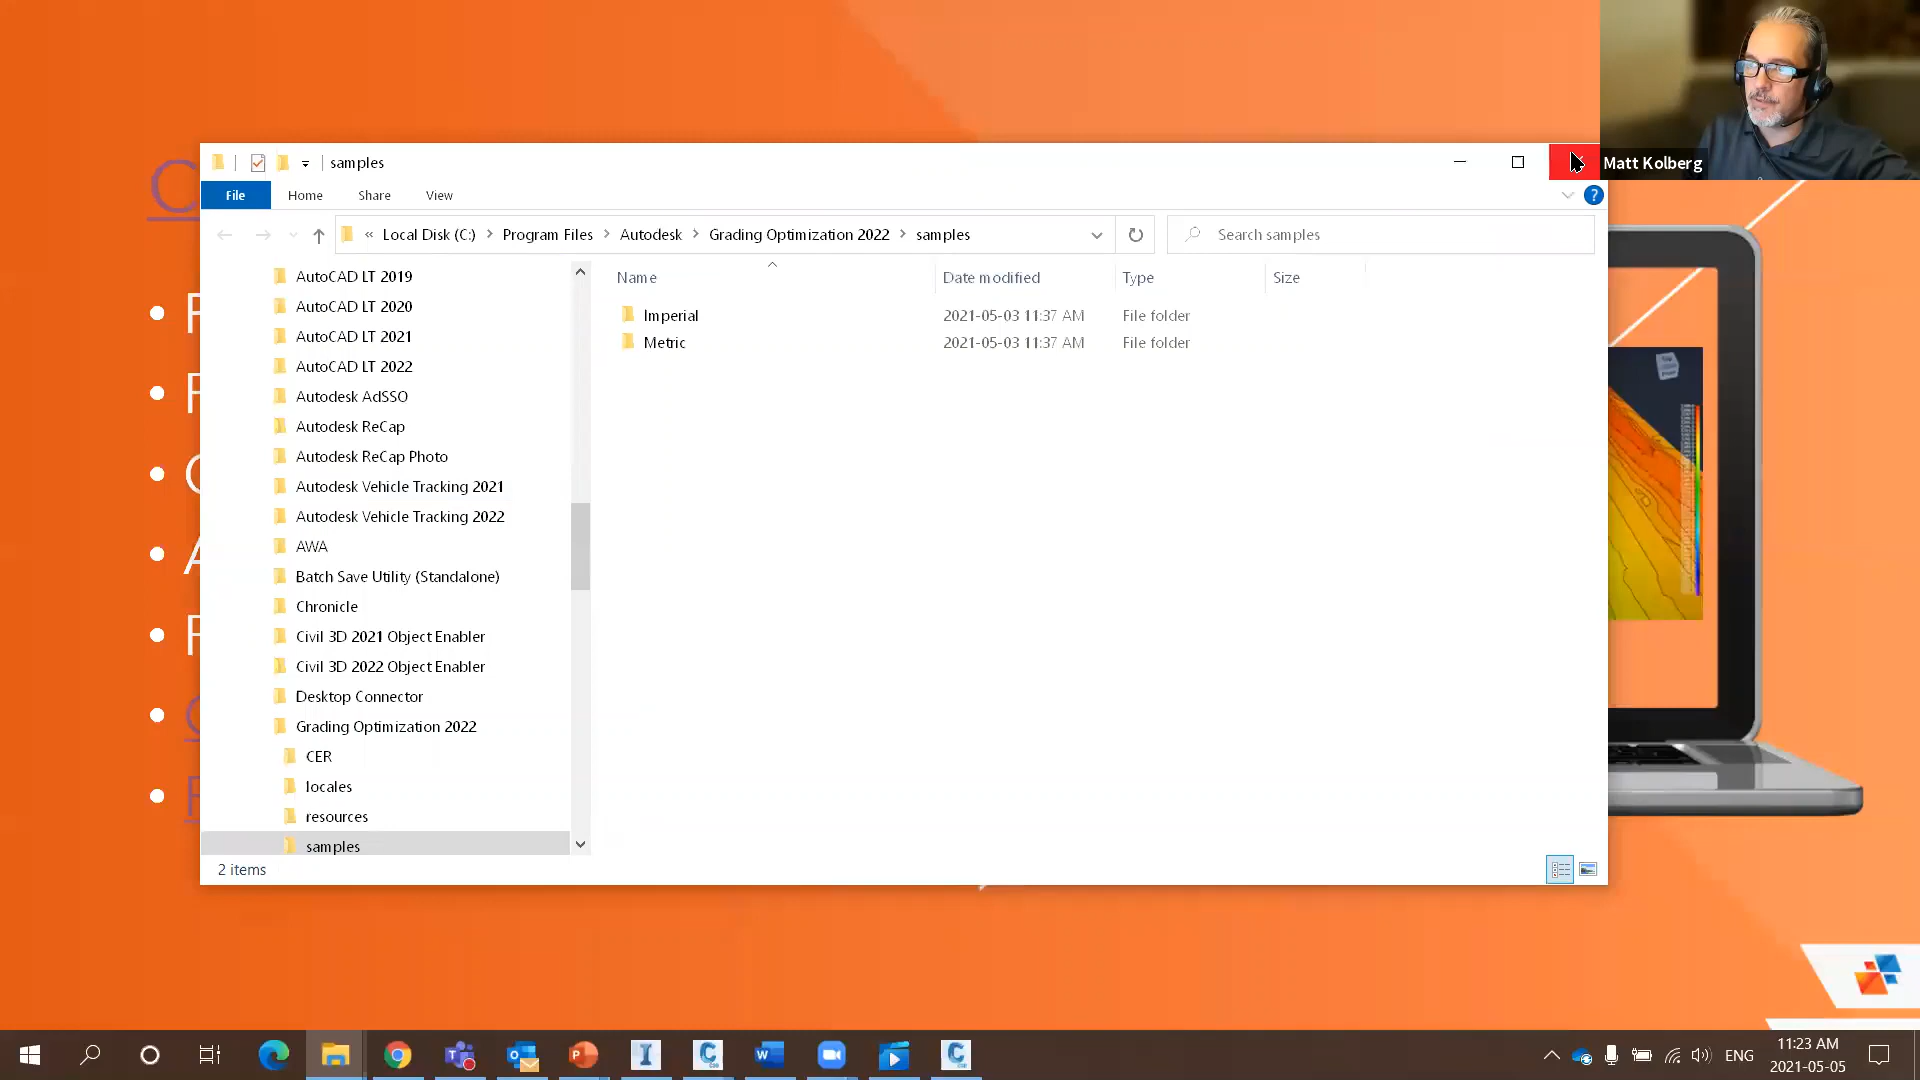 samples
Matt Kolberg
File Home Share View
« Local Disk (C:) > Program Files > Autodesk > Grading Optimization 2022 > samples
Search samples
Name Date modified Type Size
Imperial 2021-05-03 11:37 AM File folder
Metric 2021-05-03 11:37 AM File folder
AutoCAD LT 2019
AutoCAD LT 2020
AutoCAD LT 2021
AutoCAD LT 2022
Autodesk AdSSO
Autodesk ReCap
Autodesk ReCap Photo
Autodesk Vehicle Tracking 2021
Autodesk Vehicle Tracking 2022
AWA
Batch Save Utility (Standalone)
Chronicle
Civil 3D 2021 Object Enabler
Civil 3D 2022 Object Enabler
Desktop Connector
Grading Optimization 2022
CER
locales
resources
samples
2 items
ENG
11:23 AM
2021-05-05